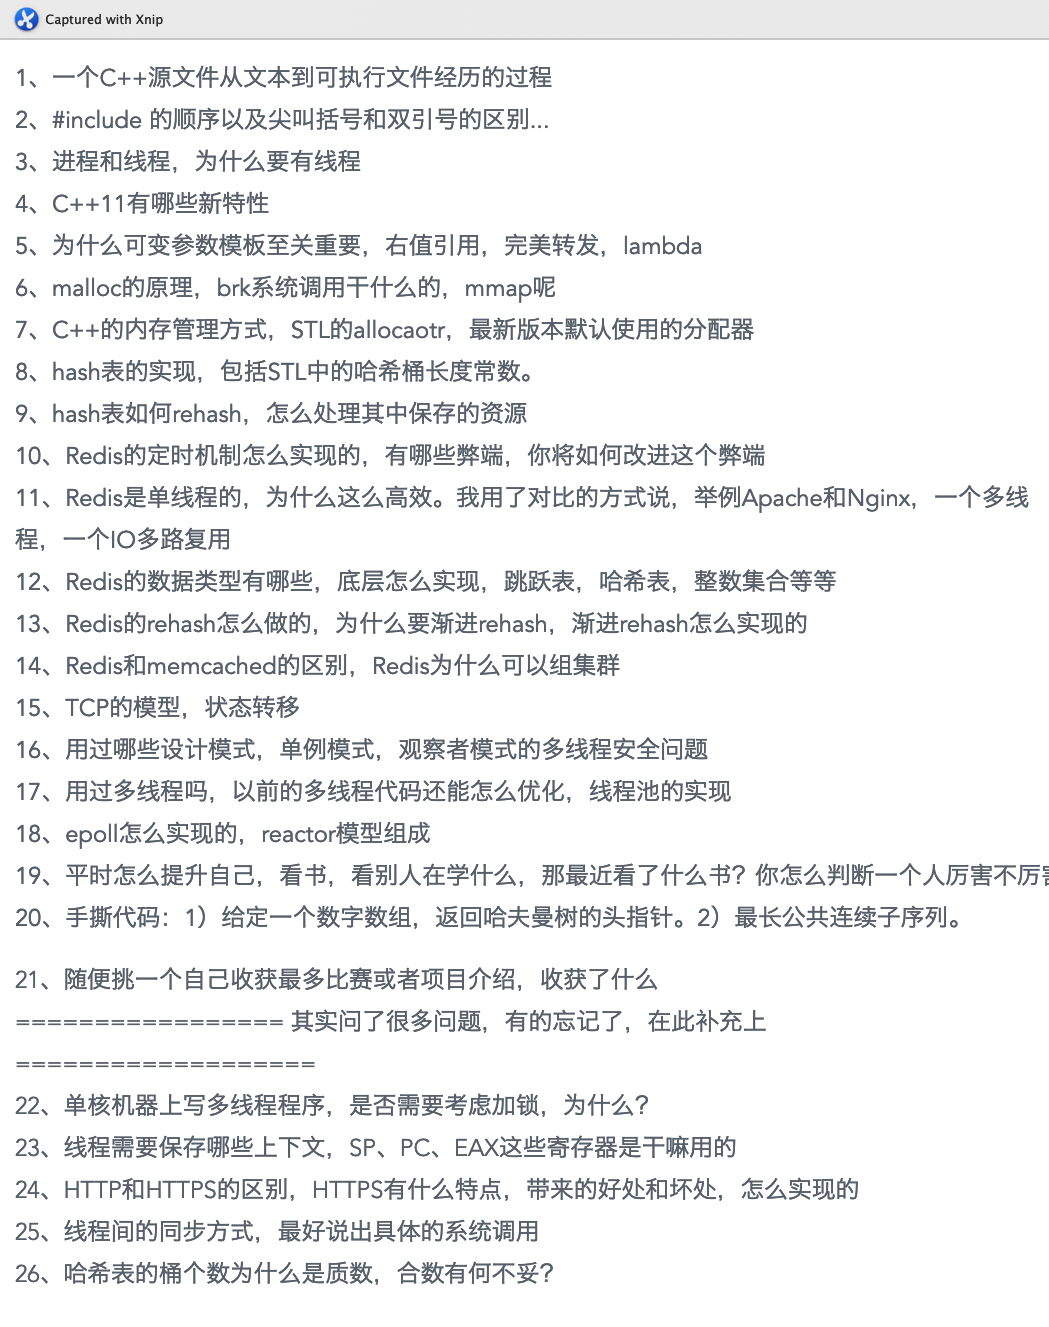 Captured with Xnip
1、一个C++源文件从文本到可执行文件经历的过程
2、#include 的顺序以及尖叫括号和双引号的区别...
3、进程和线程，为什么要有线程
4、C++11有哪些新特性
5、为什么可变参数模板至关重要，右值引用，完美转发，lambda
6、malloc的原理，brk系统调用干什么的，mmap呢
7、C++的内存管理方式，STL的allocaotr，最新版本默认使用的分配器
8、hash表的实现，包括STL中的哈希桶长度常数。
9、hash表如何rehash，怎么处理其中保存的资源
10、Redis的定时机制怎么实现的，有哪些弊端，你将如何改进这个弊端
11、Redis是单线程的，为什么这么高效。我用了对比的方式说，举例Apache和Nginx，一个多线
程，一个IO多路复用
12、Redis的数据类型有哪些，底层怎么实现，跳跃表，哈希表，整数集合等等
13、Redis的rehash怎么做的，为什么要渐进rehash，渐进rehash怎么实现的
14、Redis和memcached的区别，Redis为什么可以组集群
15、TCP的模型，状态转移
16、用过哪些设计模式，单例模式，观察者模式的多线程安全问题
17、用过多线程吗，以前的多线程代码还能怎么优化，线程池的实现
18、epoll怎么实现的，reactor模型组成
19、平时怎么提升自己，看书，看别人在学什么，那最近看了什么书？你怎么判断一个人厉害不厉害
20、手撕代码：1）给定一个数字数组，返回哈夫曼树的头指针。2）最长公共连续子序列。
21、随便挑一个自己收获最多比赛或者项目介绍，收获了什么
================= 其实问了很多问题，有的忘记了，在此补充上
===================
22、单核机器上写多线程程序，是否需要考虑加锁，为什么？
23、线程需要保存哪些上下文，SP、PC、EAX这些寄存器是干嘛用的
24、HTTP和HTTPS的区别，HTTPS有什么特点，带来的好处和坏处，怎么实现的
25、线程间的同步方式，最好说出具体的系统调用
26、哈希表的桶个数为什么是质数，合数有何不妥？